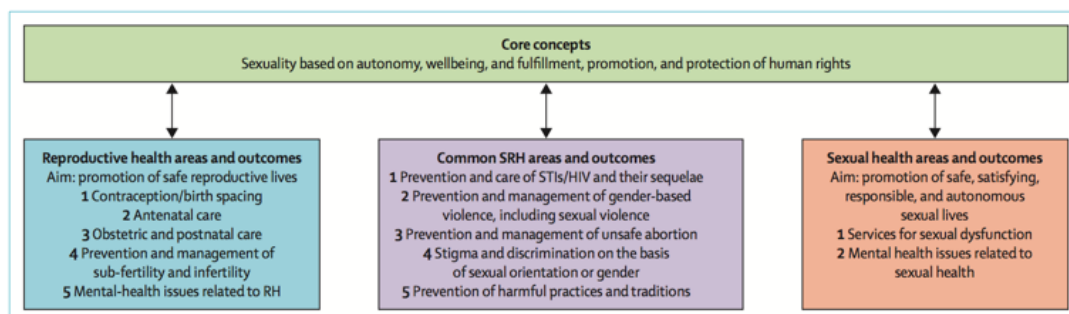 Core concepts
Sexuality based on autonomy, wellbeing, and fulfillment, promotion, and protection of human rights
Reproductive health areas and outcomes
Aim: promotion of safe reproductive lives
1 Contraception/birth spacing
2 Antenatal care
3 Obstetric and postnatal care
4 Prevention and management of
sub-fertility and infertility
5 Mental-health issues related to RH
Common SRH areas and outcomes
1 Prevention and care of STIs/HIV and their sequelae
2 Prevention and management of gender-based
violence, including sexual violence
3 Prevention and management of unsafe abortion
4 Stigma and discrimination on the basis
of sexual orientation or gender
5 Prevention of harmful practices and traditions
Sexual health areas and outcomes
Aim: promotion of safe, satisfying,
responsible, and autonomous
sexual lives
1 Services for sexual dysfunction
2 Mental health issues related to
sexual health